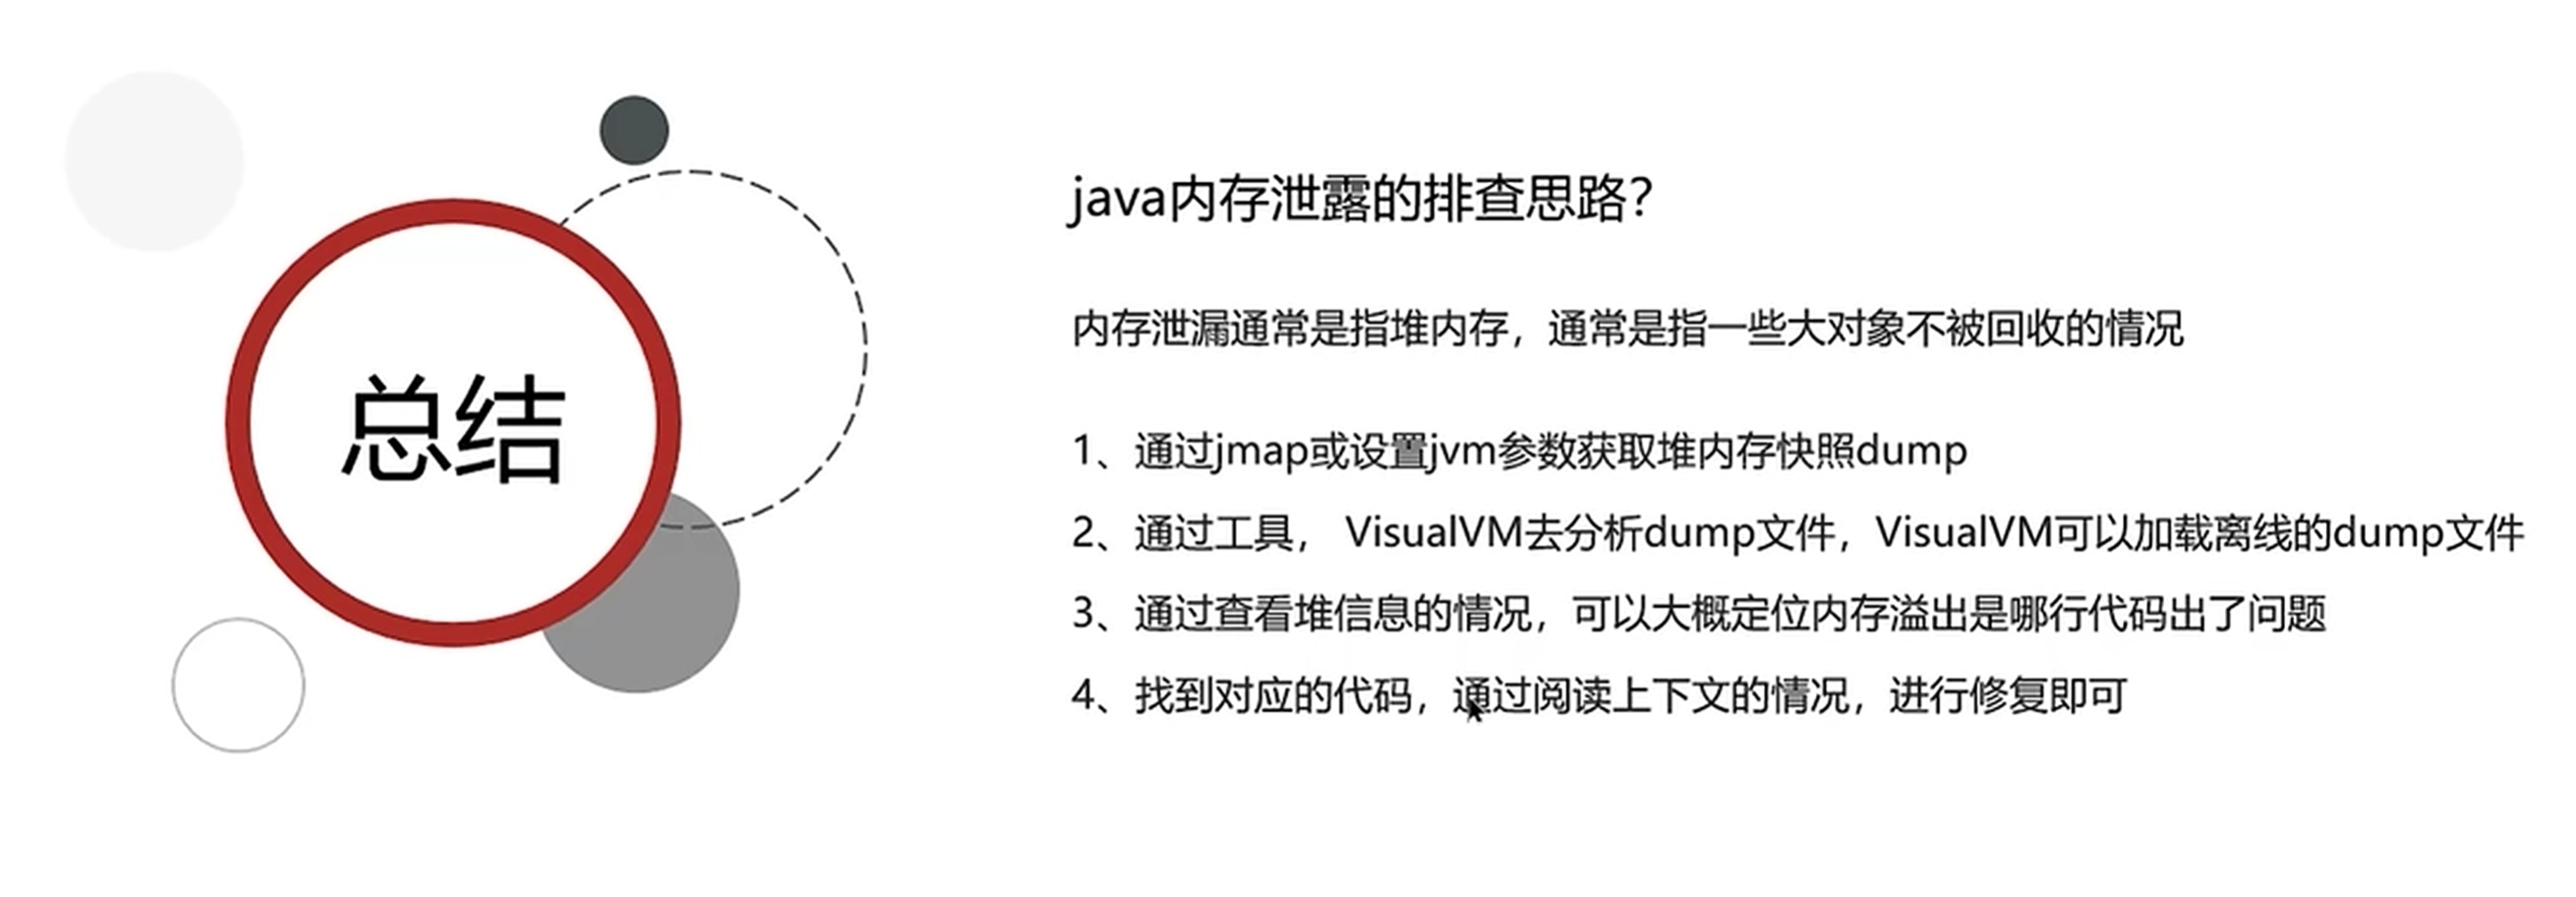 总结
java内存泄露的排查思路？
内存泄漏通常是指堆内存，通常是指一些大对象不被回收的情况
1、通过jmap或设置jvm参数获取堆内存快照dump
2、通过工具， VisualVM去分析dump文件，VisualVM可以加载离线的dump文件
3、通过查看堆信息的情况，可以大概定位内存溢出是哪行代码出了问题
4、找到对应的代码，通过阅读上下文的情况，进行修复即可